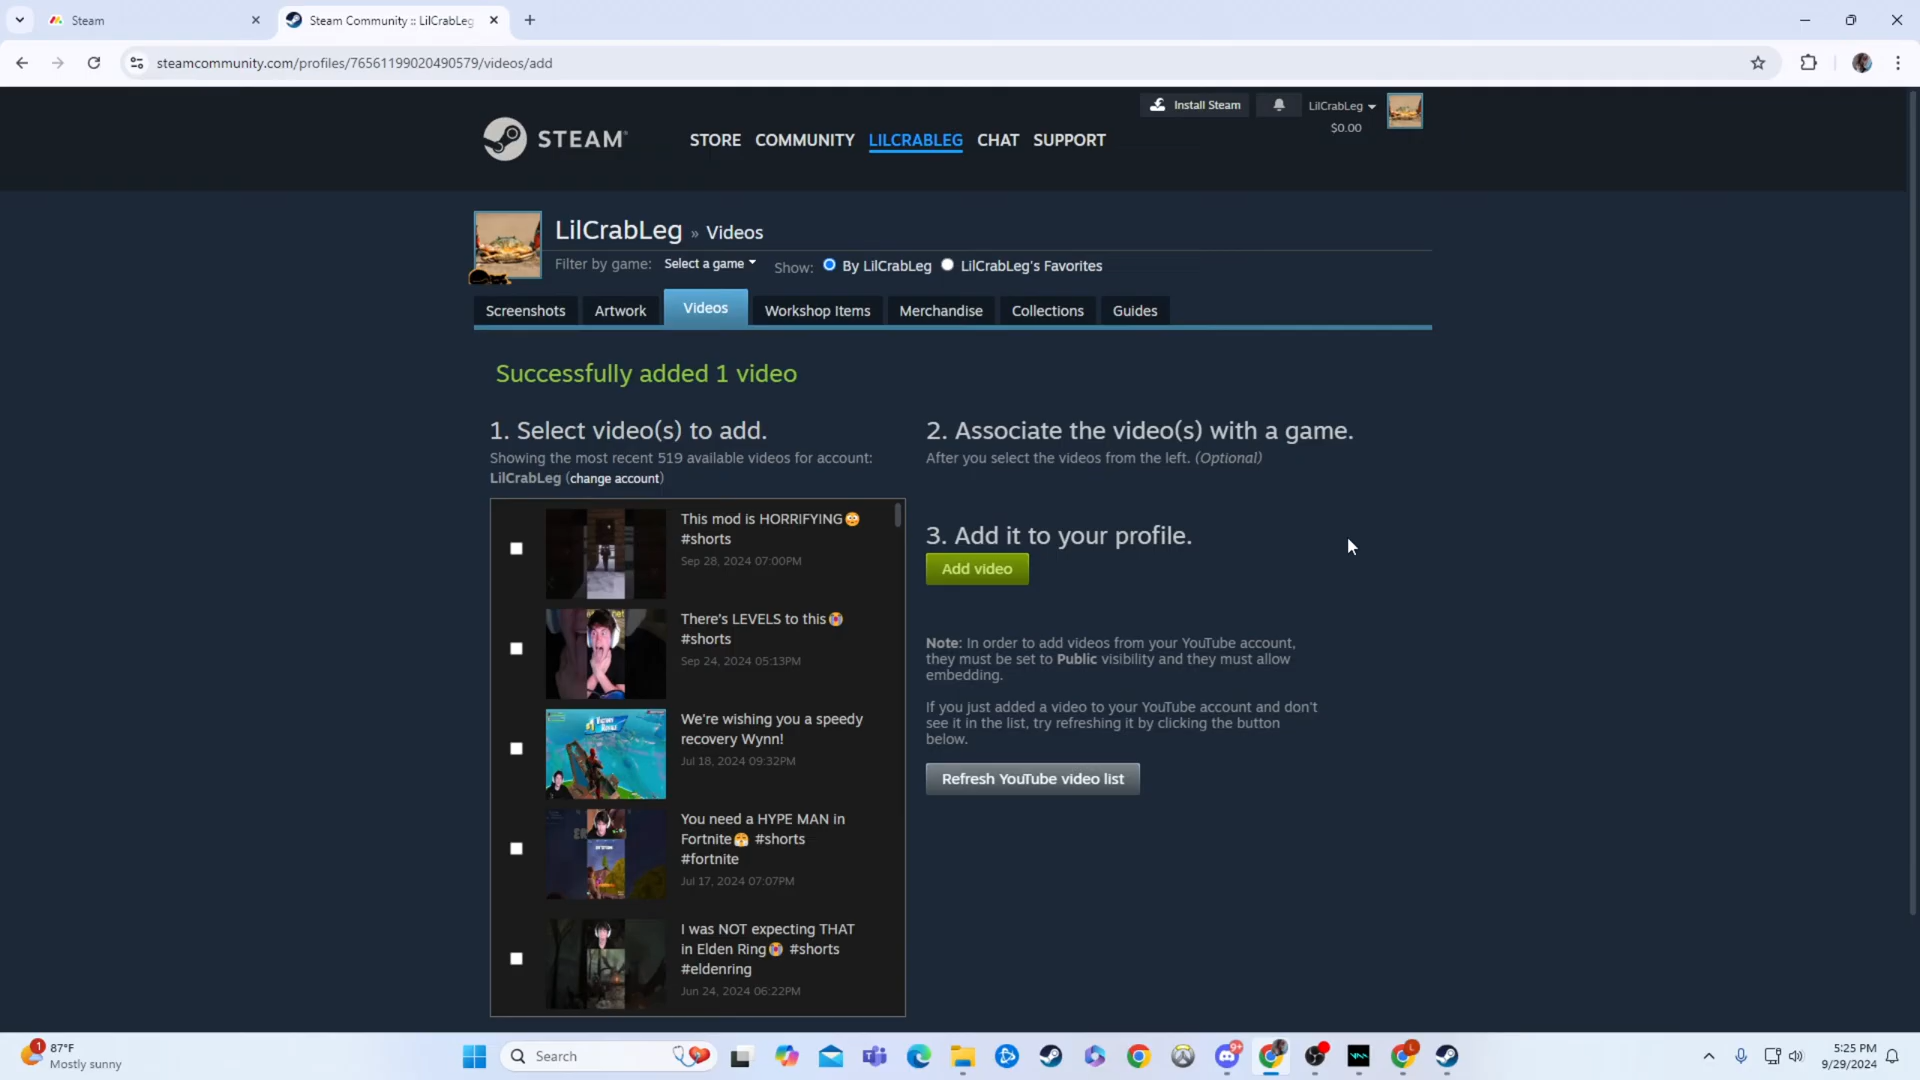 Steam
Steam Community :: LilCrabLeg
steamcommunity.com/profiles/76561199020490579/videos/add
Install Steam
LilCrabLeg
$0.00
STEAM
STORE COMMUNITY LILCRABLEG CHAT SUPPORT
LilCrabLeg » Videos
Filter by game: Select a game Show: By LilCrabLeg LilCrabLeg's Favorites
Screenshots Artwork Videos Workshop Items Merchandise Collections Guides
Successfully added 1 video
1. Select video(s) to add.
Showing the most recent 519 available videos for account:
LilCrabLeg (change account)
This mod is HORRIFYING😳
#shorts
Sep 28, 2024 07:00PM
There's LEVELS to this😭
#shorts
Sep 24, 2024 05:13PM
We're wishing you a speedy
recovery Wynn!
Jul 18, 2024 09:32PM
You need a HYPE MAN in
Fortnite😤 #shorts
#fortnite
Jul 17, 2024 07:07PM
I was NOT expecting THAT
in Elden Ring😭 #shorts
#eldenring
Jun 24, 2024 06:22PM
2. Associate the video(s) with a game.
After you select the videos from the left. (Optional)
3. Add it to your profile.
Add video
Note: In order to add videos from your YouTube account,
they must be set to Public visibility and they must allow
embedding.
If you just added a video to your YouTube account and don't
see it in the list, try refreshing it by clicking the button
below.
Refresh YouTube video list
1
87°F
Mostly sunny
Search
9+
L
5:25 PM
9/29/2024